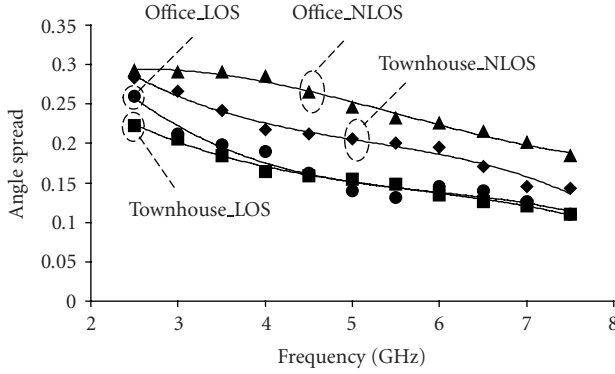 Office_LOS
Office_NLOS
Townhouse_NLOS
Townhouse_LOS
Angle spread
0.35
0.3
0.25
0.2
0.15
0.1
0.05
0
2
3
4
5
6
7
8
Frequency (GHz)